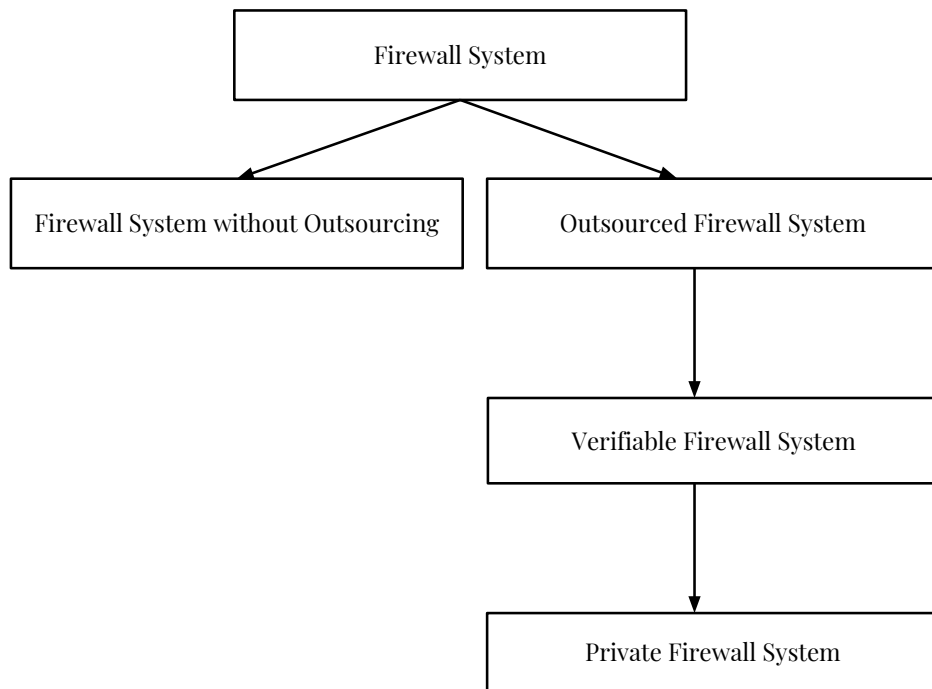 Firewall System
Firewall System without Outsourcing
Outsourced Firewall System
Verifiable Firewall System
Private Firewall System